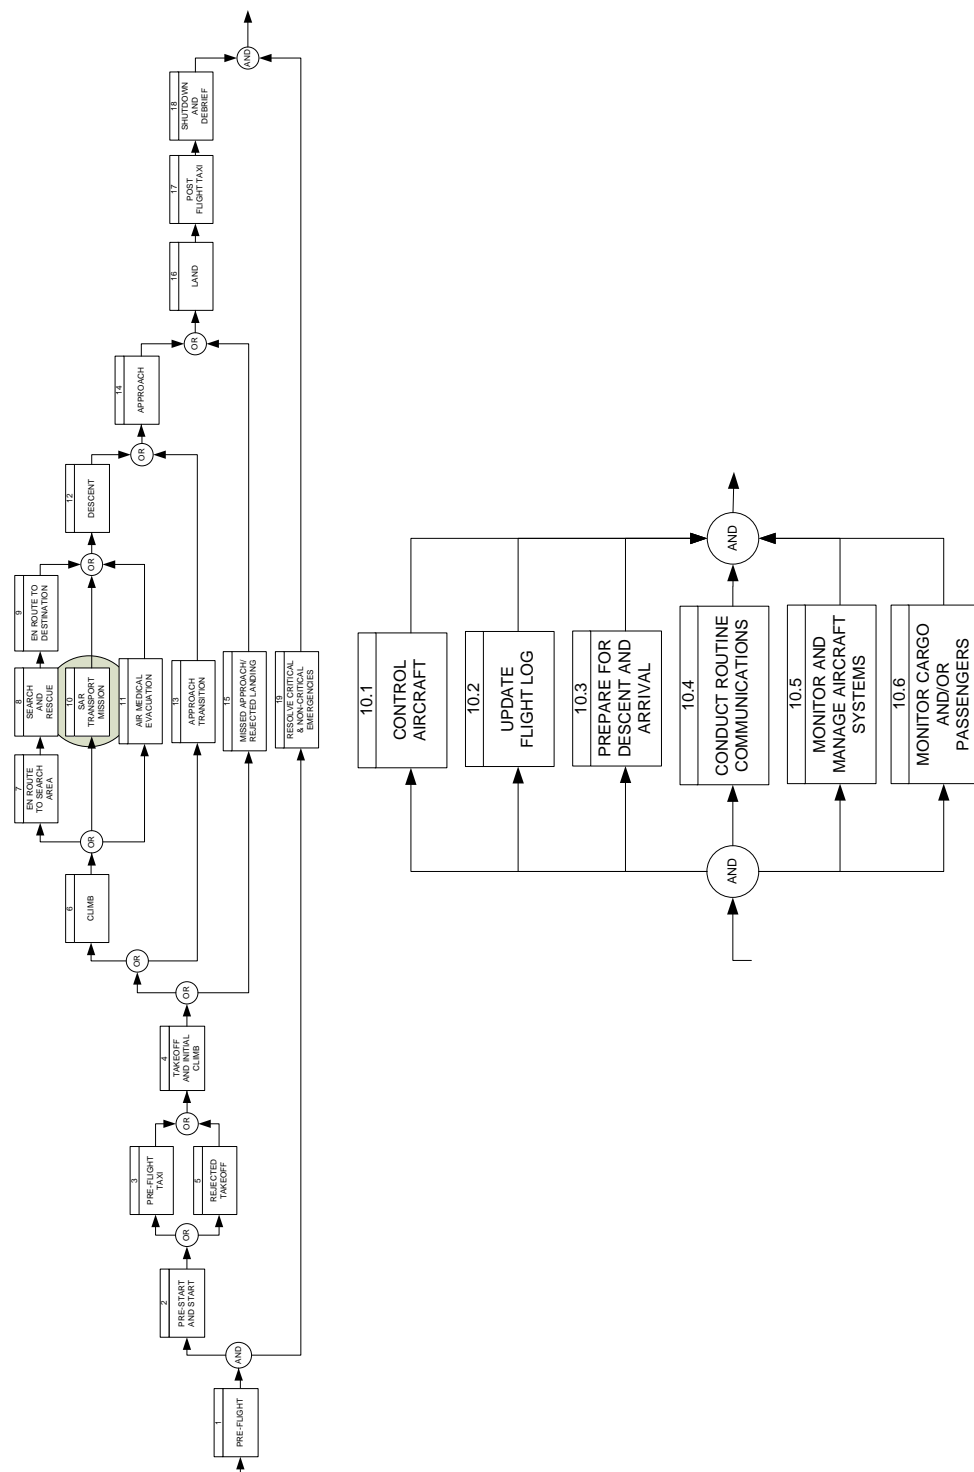 1
PRE-FLIGHT
AND
2
PRE-START
AND START
OR
3
PRE-FLIGHT
TAXI
5
REJECTED
TAKEOFF
OR
4
TAKEOFF
AND INITIAL
CLIMB
OR
OR
6
CLIMB
OR
7
EN ROUTE
TO SEARCH
AREA
8
SEARCH
AND
RESCUE
9
EN ROUTE TO
DESTINATION
10
SAR
TRANSPORT
MISSION
11
AIR MEDICAL
EVACUATION
OR
12
DESCENT
13
APPROACH
TRANSITION
OR
14
APPROACH
15
MISSED APPROACH/
REJECTED LANDING
OR
16
LAND
17
POST
FLIGHT TAXI
18
SHUTDOWN
AND
DEBRIEF
19
RESOLVE CRITICAL
& NON-CRITICAL
EMERGENCIES
AND
AND
10.1
CONTROL
AIRCRAFT
10.2
UPDATE
FLIGHT LOG
10.3
PREPARE FOR
DESCENT AND
ARRIVAL
10.4
CONDUCT ROUTINE
COMMUNICATIONS
10.5
MONITOR AND
MANAGE AIRCRAFT
SYSTEMS
10.6
MONITOR CARGO
AND/OR
PASSENGERS
AND